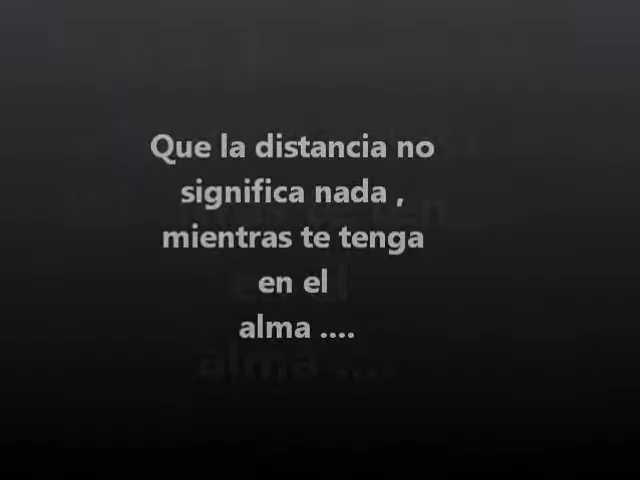 Que la distancia no
significa nada ,
mientras te tenga
en el
alma ....